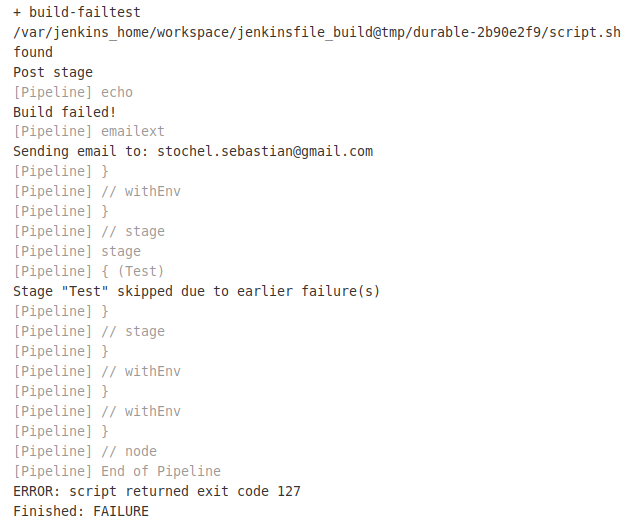 + build-failtest
/var/jenkins_home/workspace/jenkinsfile_build@tmp/durable-2b90e2f9/script.sh
found
Post stage
[Pipeline] echo
Build failed!
[Pipeline] emailext
Sending email to: stochel.sebastian@gmail.com
[Pipeline] }
[Pipeline] // withEnv
[Pipeline] }
[Pipeline] // stage
[Pipeline] stage
[Pipeline] { (Test)
Stage "Test" skipped due to earlier failure(s)
[Pipeline] }
[Pipeline] // stage
[Pipeline] }
[Pipeline] // withEnv
[Pipeline] }
[Pipeline] // withEnv
[Pipeline] }
[Pipeline] // node
[Pipeline] End of Pipeline
ERROR: script returned exit code 127
Finished: FAILURE